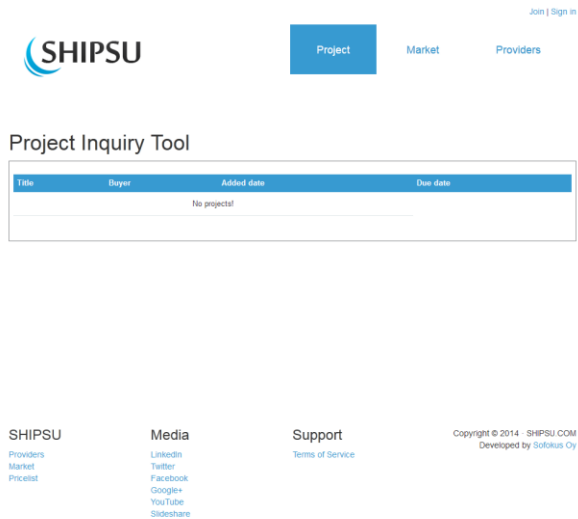 Join | Sign in
SHIPSU
Project Market Providers
Project Inquiry Tool
Title Buyer Added date Due date
No projects!
SHIPSU
Providers
Market
Pricelist
Media
LinkedIn
Twitter
Facebook
Google+
YouTube
Slideshare
Support
Terms of Service
Copyright © 2014 - SHIPSU.COM
Developed by Sofokus Oy